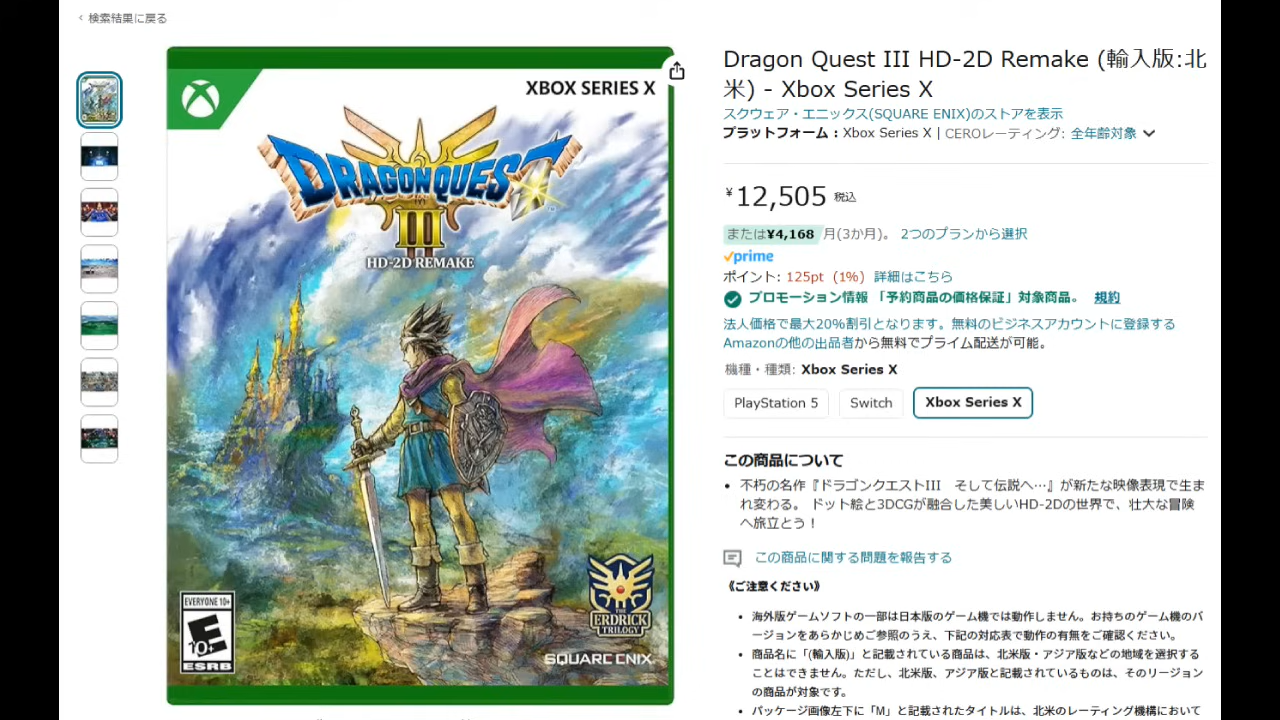 ‹ 検索結果に戻る
XBOX SERIES X
DRAGON QUEST
III
HD-2D REMAKE
EVERYONE 10+
E
10+
ESRB
THE
ERDRICK
TRILOGY
SQUARE ENIX.
Dragon Quest III HD-2D Remake (輸入版:北
米) - Xbox Series X
スクウェア・エニックス(SQUARE ENIX)のストアを表示
プラットフォーム : Xbox Series X | CEROレーティング: 全年齢対象
¥12,505 税込
または¥4,168 月(3か月)。 2つのプランから選択
prime
ポイント: 125pt (1%) 詳細はこちら
プロモーション情報 「予約商品の価格保証」対象商品。 規約
法人価格で最大20%割引となります。無料のビジネスアカウントに登録する
Amazonの他の出品者から無料でプライム配送が可能。
機種・種類: Xbox Series X
PlayStation 5 Switch Xbox Series X
この商品について
• 不朽の名作『ドラゴンクエストIII　そして伝説へ…』が新たな映像表現で生ま
れ変わる。 ドット絵と3DCGが融合した美しいHD-2Dの世界で、壮大な冒険
へ旅立とう！
この商品に関する問題を報告する
《ご注意ください》
• 海外版ゲームソフトの一部は日本版のゲーム機では動作しません。お持ちのゲーム機のバ
ージョンをあらかじめご参照のうえ、下記の対応表で動作の有無をご確認ください。
• 商品名に「(輸入版)」と記載されている商品は、北米版・アジア版などの地域を選択する
ことはできません。ただし、北米版、アジア版と記載されているものは、そのリージョン
の商品が対象です。
• パッケージ画像左下に「M」と記載されたタイトルは、北米のレーティング機構において